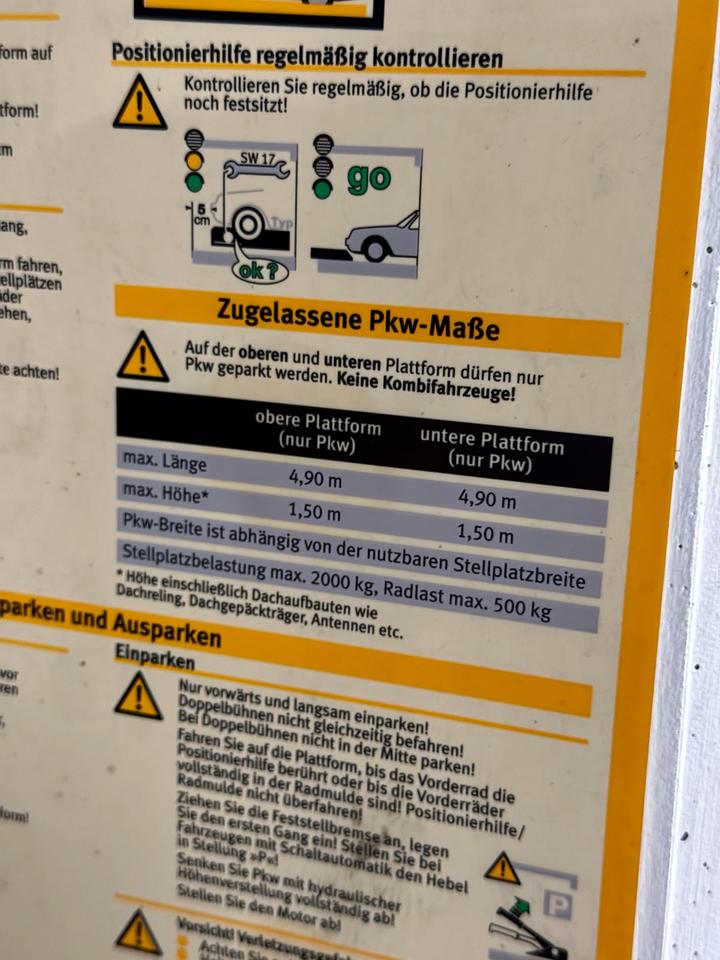 form auf
tform!
m
ang,
rm fahren,
ellplätzen
der
ehen,
te achten!
Positionierhilfe regelmäßig kontrollieren
Kontrollieren Sie regelmäßig, ob die Positionierhilfe
noch festsitzt!
SW 17
5
cm
Typ
ok?
go
Zugelassene Pkw-Maße
Auf der oberen und unteren Plattform dürfen nur
Pkw geparkt werden. Keine Kombifahrzeuge!
obere Plattform untere Plattform
(nur Pkw) (nur Pkw)
max. Länge 4,90 m 4,90 m
max. Höhe* 1,50 m 1,50 m
Pkw-Breite ist abhängig von der nutzbaren Stellplatzbreite
Stellplatzbelastung max. 2000 kg, Radlast max. 500 kg
* Höhe einschließlich Dachaufbauten wie
Dachreling, Dachgepäckträger, Antennen etc.
parken und Ausparken
vor
ren
form!
Einparken
Nur vorwärts und langsam einparken!
Doppelbühnen nicht gleichzeitig befahren!
Bei Doppelbühnen nicht in der Mitte parken!
Fahren Sie auf die Plattform, bis das Vorderrad die
Positionierhilfe berührt oder bis die Vorderräder
vollständig in der Radmulde sind! Positionierhilfe/
Radmulde nicht überfahren!
Ziehen Sie die Feststellbremse an, legen
Sie den ersten Gang ein! Stellen Sie bei
Fahrzeugen mit Schaltautomatik den Hebel
in Stellung »P«!
Senken Sie Pkw mit hydraulischer
Höhenverstellung vollständig ab!
Stellen Sie den Motor ab!
P
Vorsicht! Verletzungsgefah
Achten Sie